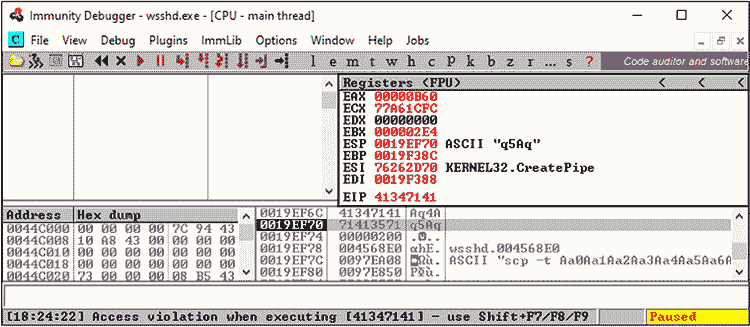 Immunity Debugger - wsshd.exe - [CPU - main thread]
C File View Debug Plugins ImmLib Options Window Help Jobs
l e m t w h c P k b z r ... s ? Code auditor and software
Registers (FPU) < < <
EAX 00000B60
ECX 77A61CFC
EDX 00000000
EBX 000002E4
ESP 0019EF70 ASCII "q5Aq"
EBP 0019F38C
ESI 76262D70 KERNEL32.CreatePipe
EDI 0019F388
EIP 41347141
Address Hex dump
0044C000 00 00 00 00 7C 94 43
0044C008 10 A8 43 00 00 00 00
0044C010 00 00 00 00 00 00 00
0044C018 00 00 00 00 00 00 00
0044C020 73 00 00 00 08 B5 43
0019EF6C 41347141 Aq4A
0019EF70 71413571 q5Aq
0019EF74 00000200
0019EF78 004568E0 αhE. wsshd.004568E0
0019EF7C 0097EA08 ASCII "scp -t Aa0Aa1Aa2Aa3Aa4Aa5Aa6A
0019EF80 0097E850
[18:24:22] Access violation when executing [41347141] - use Shift+F7/F8/F9 Paused